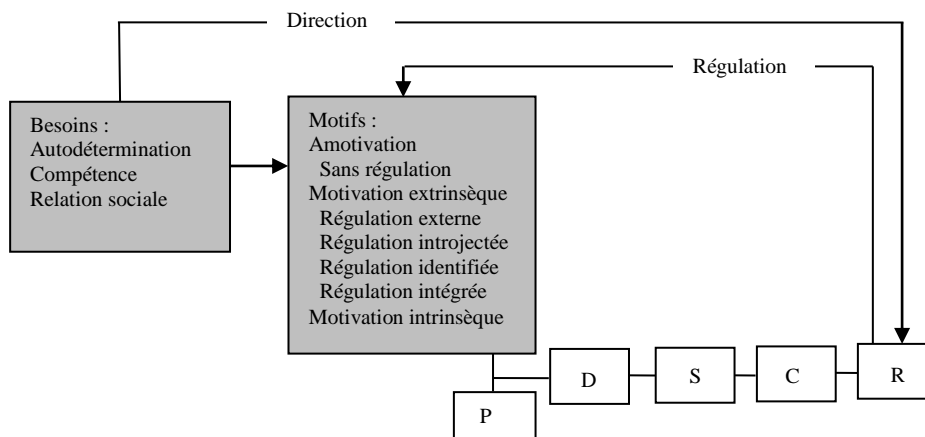 Direction
Régulation
Besoins :
Autodétermination
Compétence
Relation sociale
Motifs :
Amotivation
Sans régulation
Motivation extrinsèque
Régulation externe
Régulation introjectée
Régulation identifiée
Régulation intégrée
Motivation intrinsèque
D
S
C
R
P